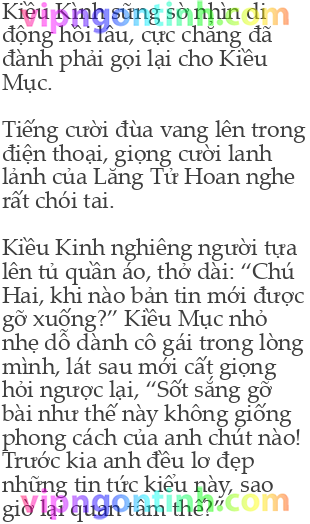 Kiều Kình sững sờ nhìn di
động hồi lâu, cực chẳng đã
đành phải gọi lại cho Kiều
Mục.
Tiếng cười đùa vang lên trong
điện thoại, giọng cười lanh
lảnh của Lăng Tử Hoan nghe
rất chói tai.
Kiều Kinh nghiêng người tựa
lên tủ quần áo, thở dài: “Chú
Hai, khi nào bản tin mới được
gỡ xuống?” Kiều Mục nhỏ
nhẹ dỗ dành cô gái trong lòng
mình, lát sau mới cất giọng
hỏi ngược lại, “Sốt sắng gỡ
bài như thế này không giống
phong cách của anh chút nào!
Trước kia anh đều lơ đẹp
những tin tức kiểu này, sao
giờ lại quan tâm thế?”
vipngontinh.com
vipngontinh.com